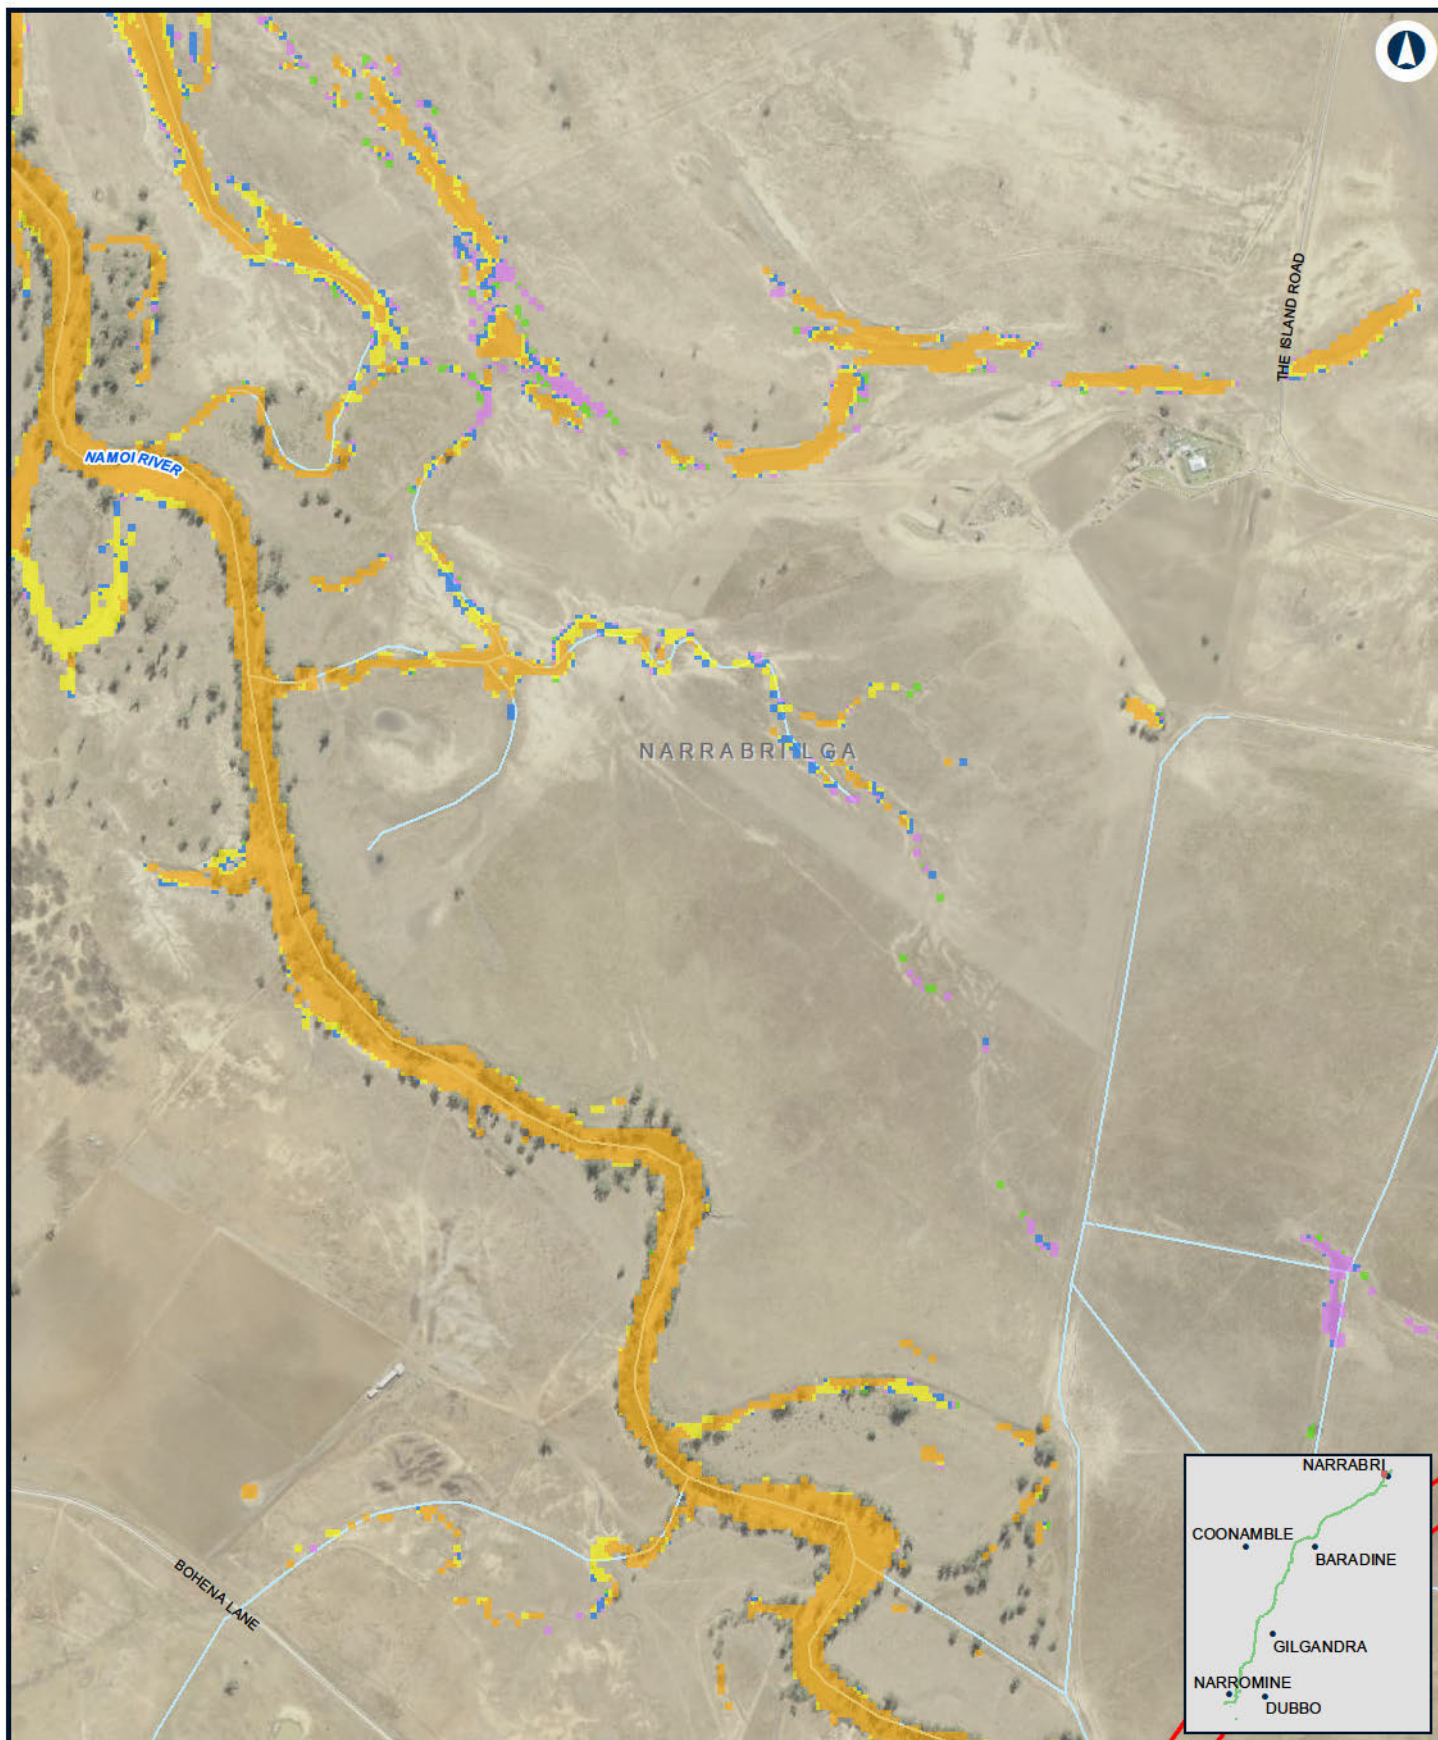 THE ISLAND ROAD
NAMOI RIVER
NARRABRI LGA
BOHENA LANE
NARRABRI
COONAMBLE
BARADINE
GILGANDRA
NARROMINE
DUBBO